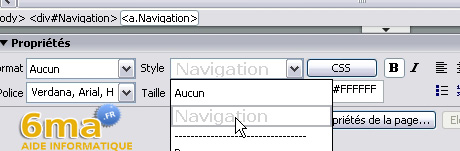 ody> <div#Navigation> <a.Navigation>
Propriétés
ormat Aucun Style Navigation CSS B I
Police Verdana, Arial, H Taille Aucun #FFFFFF
Navigation
6ma .FR
AIDE INFORMATIQUE
opriétés de la page...